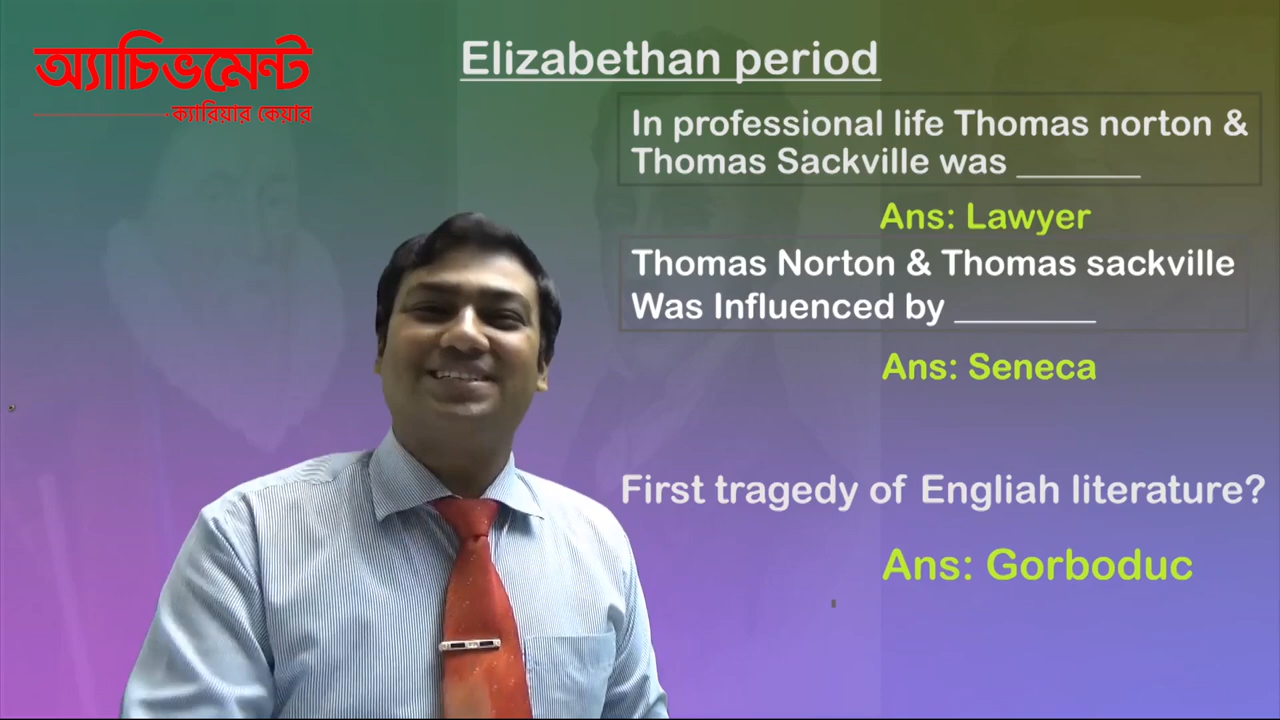 অ্যাচিভমেন্ট
ক্যারিয়ার কেয়ার
Elizabethan period
In professional life Thomas norton &
Thomas Sackville was ________
Ans: Lawyer
Thomas Norton & Thomas sackville
Was Influenced by _________
Ans: Seneca
First tragedy of Engliah literature?
Ans: Gorboduc